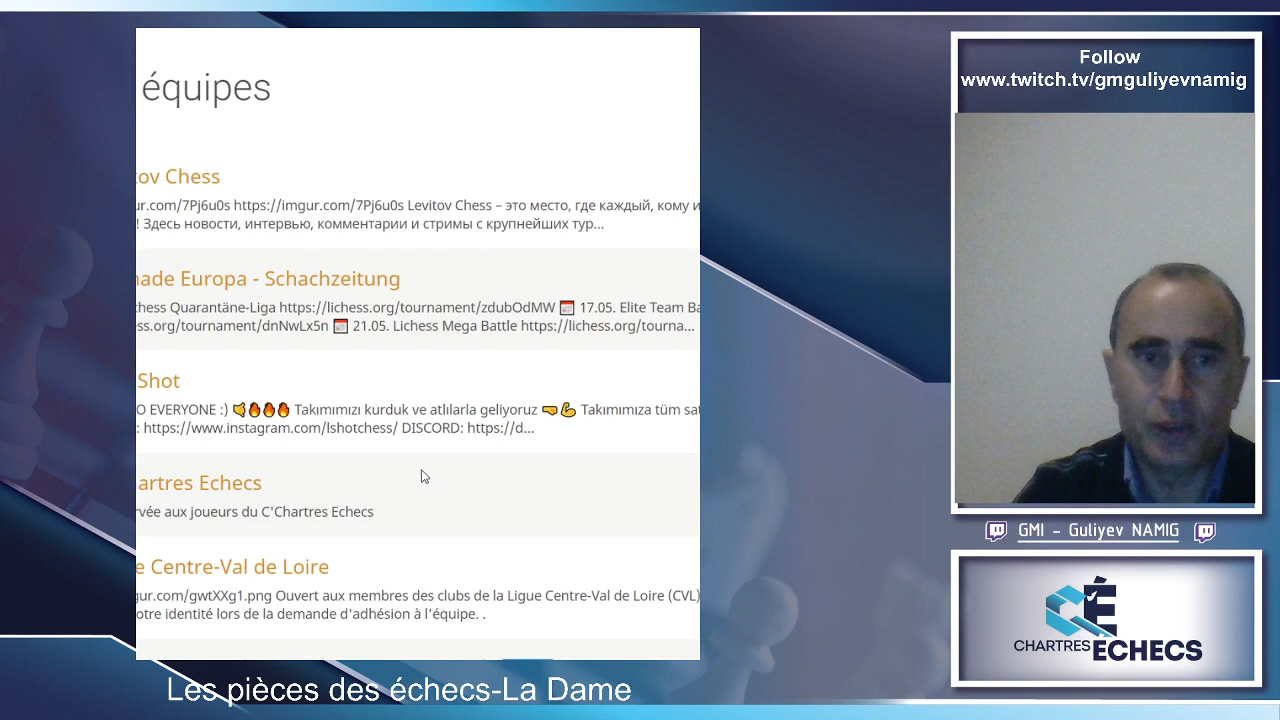 équipes
tov Chess
ur.com/7Pj6u0s https://imgur.com/7Pj6u0s Levitov Chess – это место, где каждый, кому и
! Здесь новости, интервью, комментарии и стримы с крупнейших тур...
nade Europa - Schachzeitung
chess Quarantäne-Liga https://lichess.org/tournament/zdubOdMW 📅 17.05. Elite Team Ba
ess.org/tournament/dnNwLx5n 📅 21.05. Lichess Mega Battle https://lichess.org/tourna...
Shot
O EVERYONE :) 🤘🔥🔥🔥 Takımımızı kurduk ve atlılarla geliyoruz 🤜💪 Takımımıza tüm sat
: https://www.instagram.com/lshotchess/ DISCORD: https://d...
artres Echecs
rvée aux joueurs du C'Chartres Echecs
e Centre-Val de Loire
gur.com/gwtXXg1.png Ouvert aux membres des clubs de la Ligue Centre-Val de Loire (CVL)
otre identité lors de la demande d'adhésion à l'équipe. .
Les pièces des échecs-La Dame
Follow
www.twitch.tv/gmguliyevnamig
GMI – Guliyev NAMIG
CÉ
CHARTRES ÉCHECS